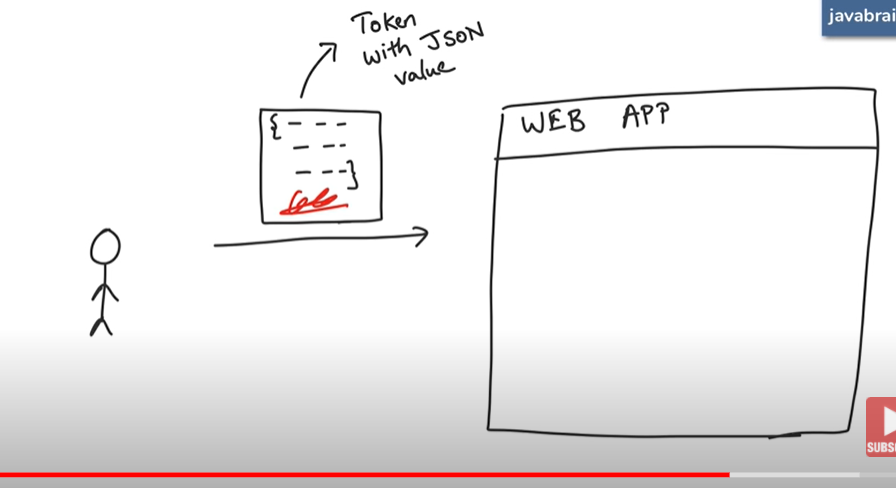 javabrai
Token
with JSON
value
{ - - -
- - -
- - - }
WEB APP
SUBS